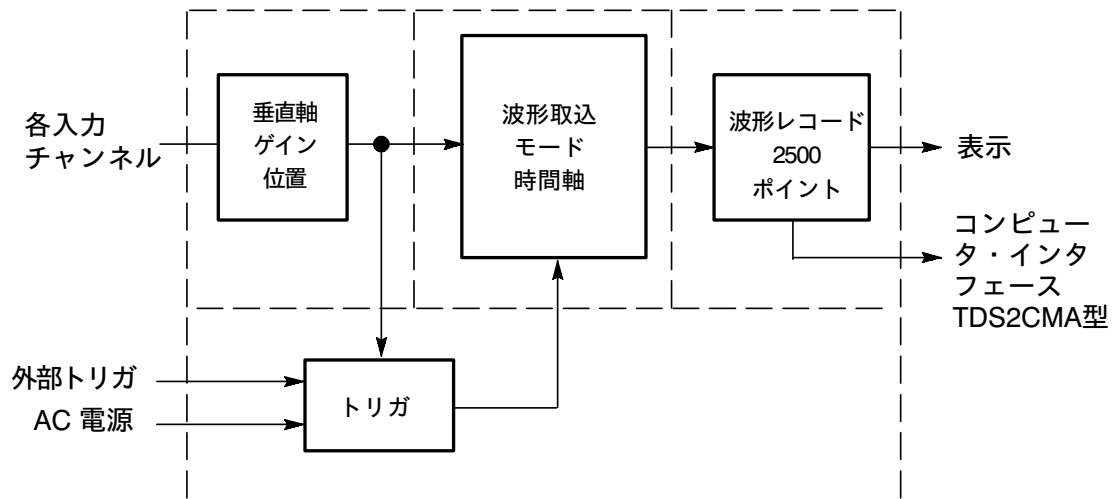 各入力
チャンネル
垂直軸
ゲイン
位置
波形取込
モード
時間軸
波形レコード
2500
ポイント
表示
コンピュー
タ・インタ
フェース
TDS2CMA型
外部トリガ
AC 電源
トリガ